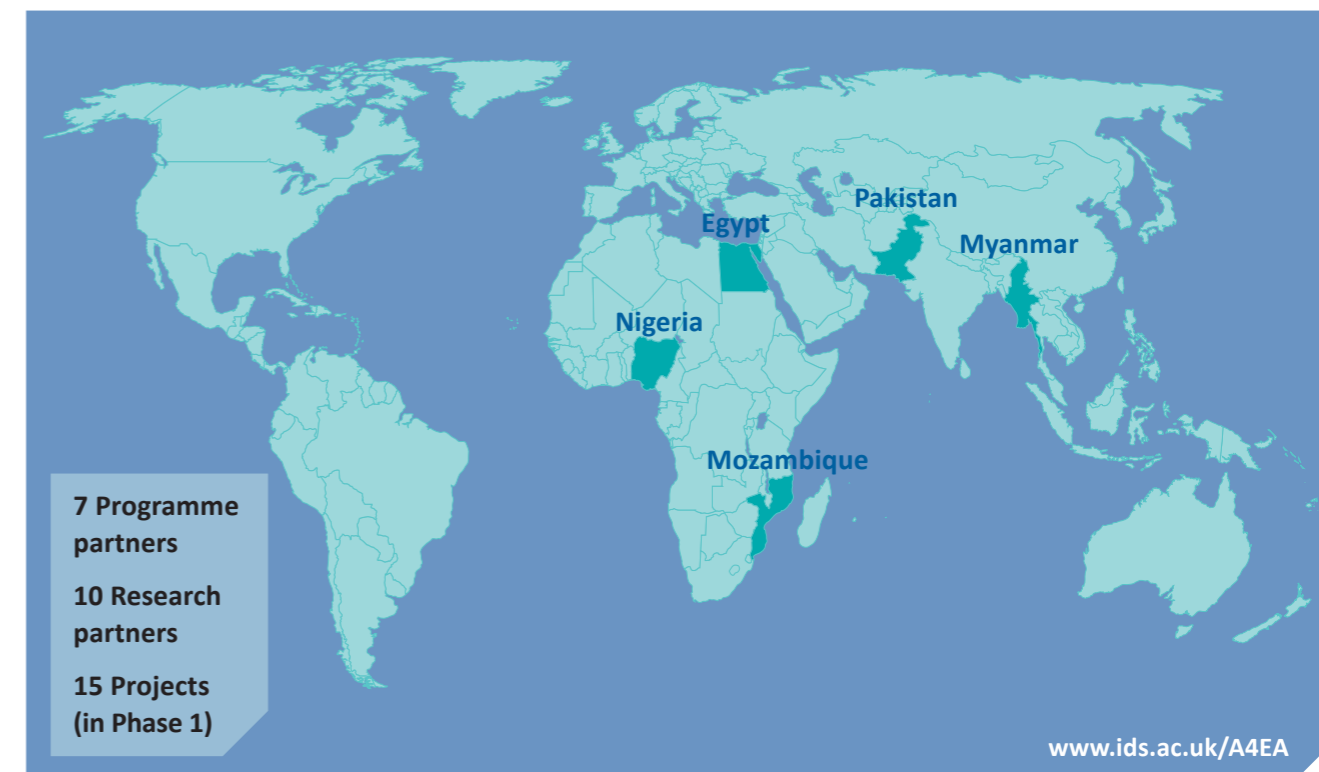 Pakistan
Egypt
Myanmar
Nigeria
Mozambique
7 Programme
partners
10 Research
partners
15 Projects
(in Phase 1)
www.ids.ac.uk/A4EA